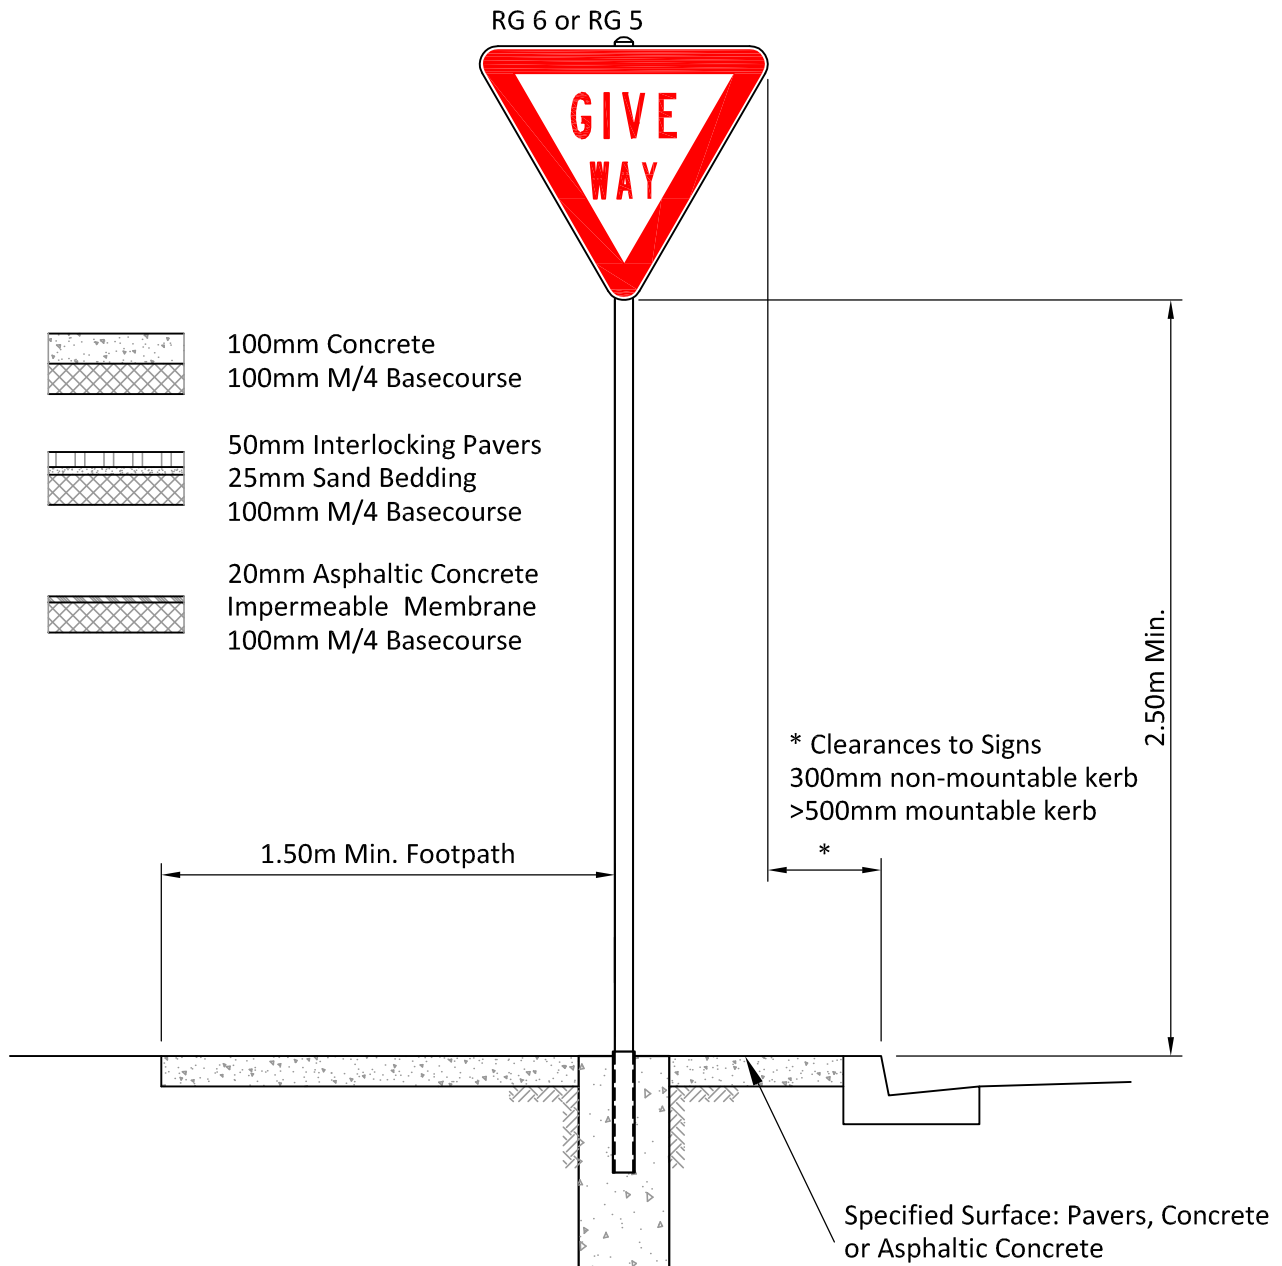 RG 6 or RG 5
GIVE
WAY
100mm Concrete
100mm M/4 Basecourse
50mm Interlocking Pavers
25mm Sand Bedding
100mm M/4 Basecourse
20mm Asphaltic Concrete
Impermeable Membrane
100mm M/4 Basecourse
2.50m Min.
* Clearances to Signs
300mm non-mountable kerb
>500mm mountable kerb
*
1.50m Min. Footpath
Specified Surface: Pavers, Concrete
or Asphaltic Concrete